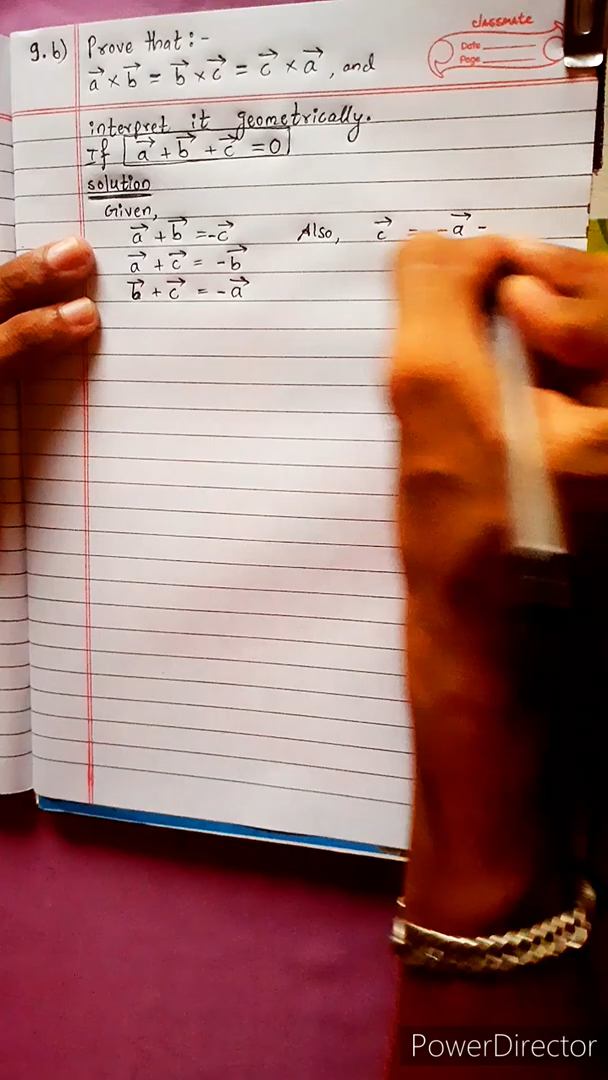 classmate
Date
Page
9. b) Prove that :-
a⃗ × b⃗ = b⃗ × c⃗ = c⃗ × a⃗ , and
interpret it geometrically.
If a⃗ + b⃗ + c⃗ = 0
solution
Given,
a⃗ + b⃗ = -c⃗ Also, c⃗ = -a⃗ -
a⃗ + c⃗ = -b⃗
b⃗ + c⃗ = -a⃗
PowerDirector